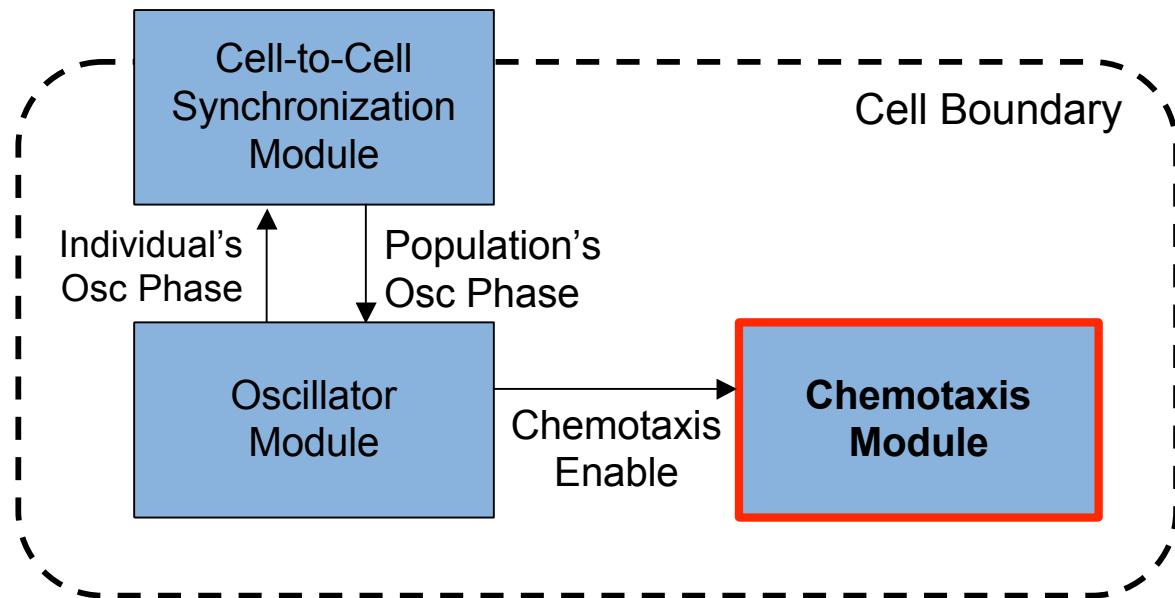 Cell-to-Cell
Synchronization
Module
Cell Boundary
Individual's
Osc Phase
Population's
Osc Phase
Oscillator
Module
Chemotaxis
Enable
Chemotaxis
Module